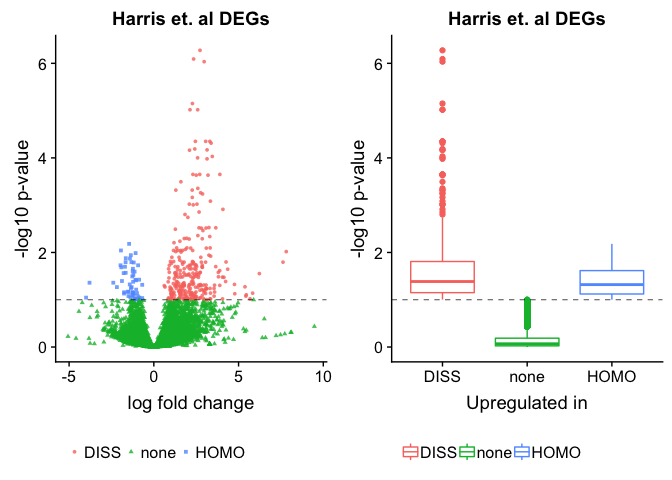 Harris et. al DEGs
-log10 p-value
6
4
2
0
-5
0
5
10
log fold change
DISS none HOMO
Harris et. al DEGs
-log10 p-value
6
4
2
0
DISS none HOMO
Upregulated in
DISS none HOMO